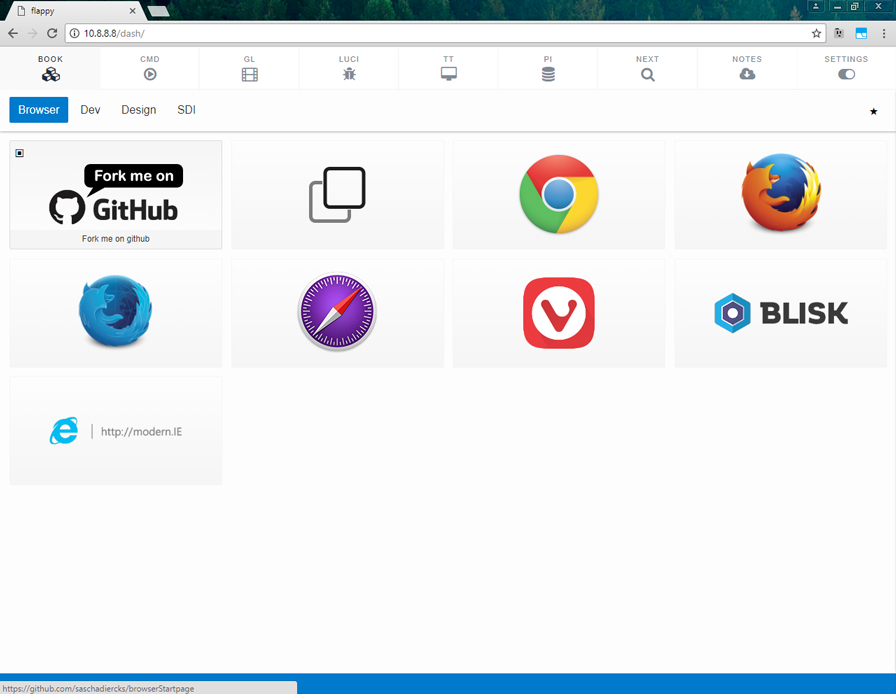 flappy
10.8.8.8/dash/
BOOK
CMD
GL
LUCI
TT
PI
NEXT
NOTES
SETTINGS
Browser
Dev
Design
SDI
Fork me on
GitHub
Fork me on github
BLISK
http://modern.IE
https://github.com/saschadiercks/browserStartpage